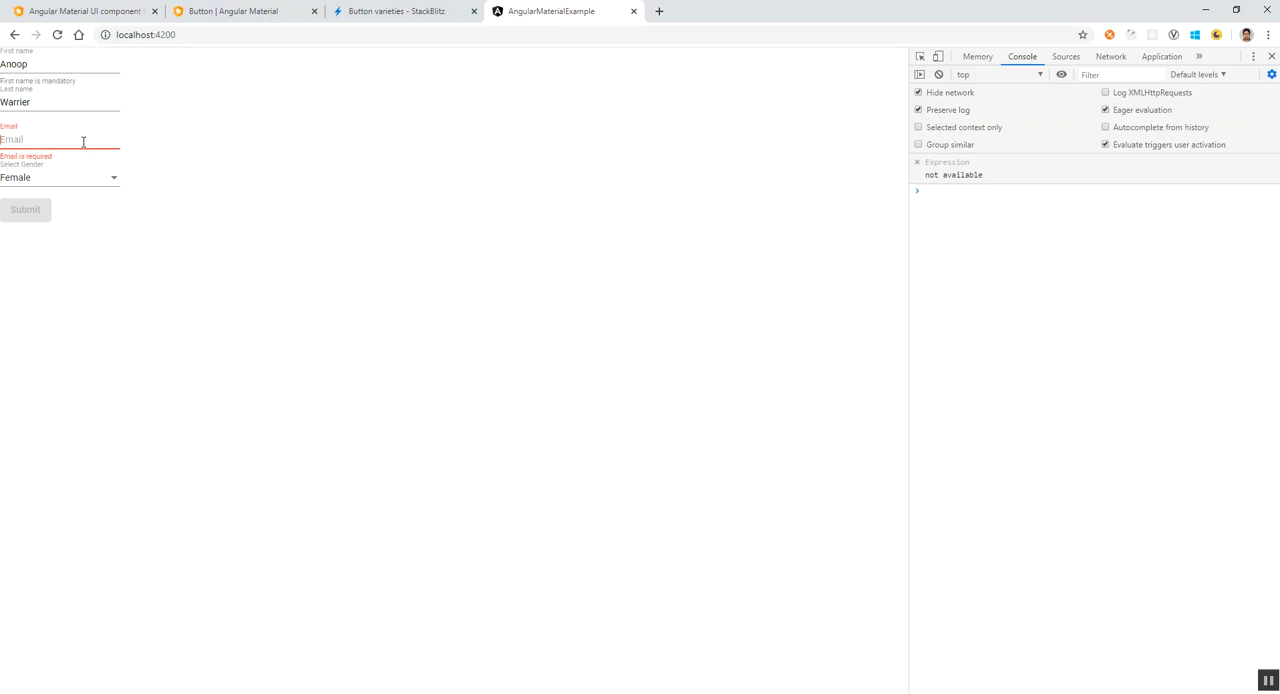 Angular Material UI component
Button | Angular Material
Button varieties - StackBlitz
AngularMaterialExample
localhost:4200
First name
Anoop
First name is mandatory
Last name
Warrier
Email
Email
Email is required
Select Gender
Female
Submit
Memory Console Sources Network Application »
top Filter Default levels
Hide network Log XMLHttpRequests
Preserve log Eager evaluation
Selected context only Autocomplete from history
Group similar Evaluate triggers user activation
Expression
not available